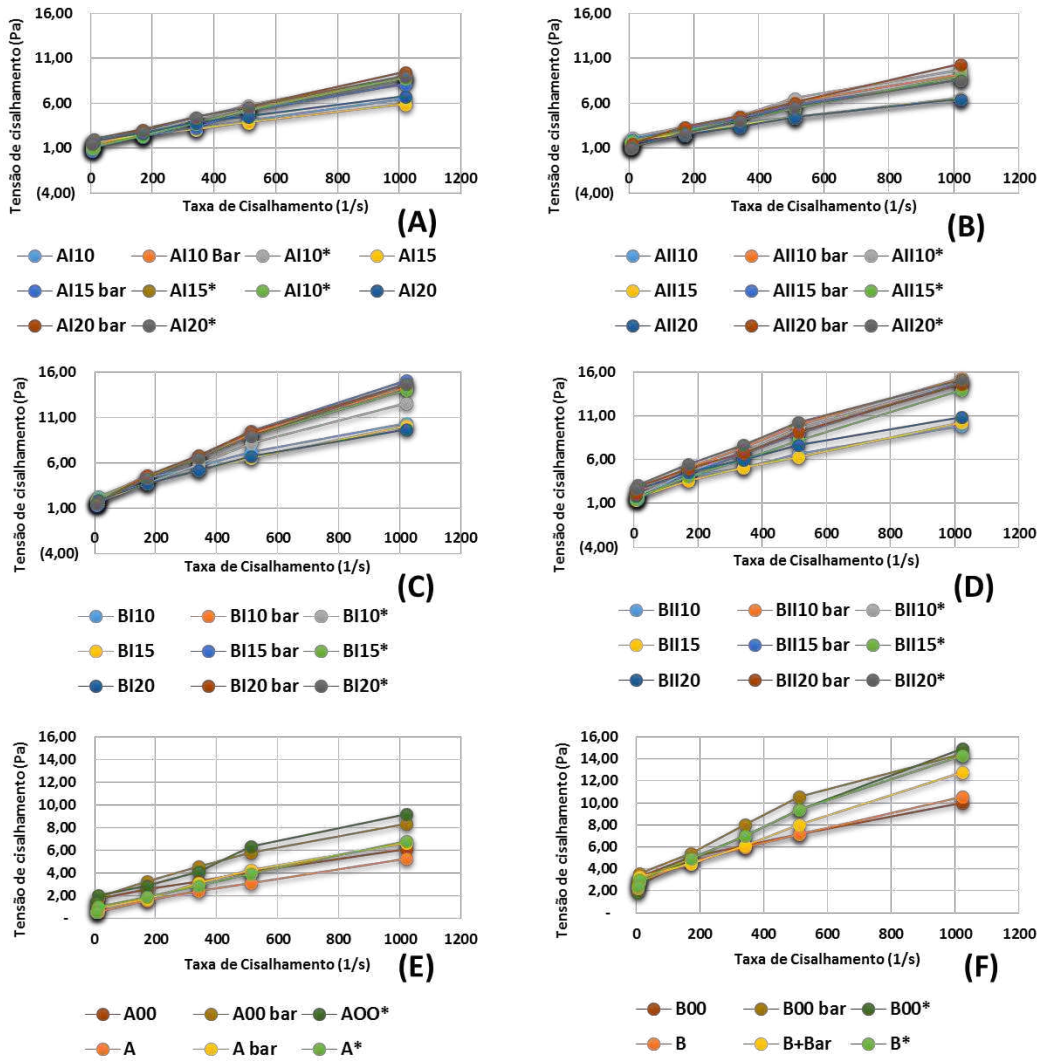 Tensão de cisalhamento (Pa)
16,00
11,00
6,00
1,00
(4,00)
0 200 400 600 800 1000 1200
Taxa de Cisalhamento (1/s)
(A)
AI10 AI10 Bar AI10* AI15
AI15 bar AI15* AI10* AI20
AI20 bar AI20*
Tensão de cisalhamento (Pa)
16,00
11,00
6,00
1,00
(4,00)
0 200 400 600 800 1000 1200
Taxa de Cisalhamento (1/s)
(B)
AII10 AII10 bar AII10*
AII15 AII15 bar AII15*
AII20 AII20 bar AII20*
Tensão de cisalhamento (Pa)
16,00
11,00
6,00
1,00
(4,00)
0 200 400 600 800 1000 1200
Taxa de Cisalhamento (1/s)
(C)
BI10 BI10 bar BI10*
BI15 BI15 bar BI15*
BI20 BI20 bar BI20*
Tensão de cisalhamento (Pa)
16,00
11,00
6,00
1,00
(4,00)
0 200 400 600 800 1000 1200
Taxa de Cisalhamento (1/s)
(D)
BII10 BII10 bar BII10*
BII15 BII15 bar BII15*
BII20 BII20 bar BII20*
Tensão de cisalhamento (Pa)
16,00
14,00
12,00
10,00
8,00
6,00
4,00
2,00
-
0 200 400 600 800 1000 1200
Taxa de Cisalhamento (1/s)
(E)
A00 A00 bar AOO*
A A bar A*
Tensão de cisalhamento (Pa)
16,00
14,00
12,00
10,00
8,00
6,00
4,00
2,00
-
0 200 400 600 800 1000 1200
Taxa de Cisalhamento (1/s)
(F)
B00 B00 bar B00*
B B+Bar B*